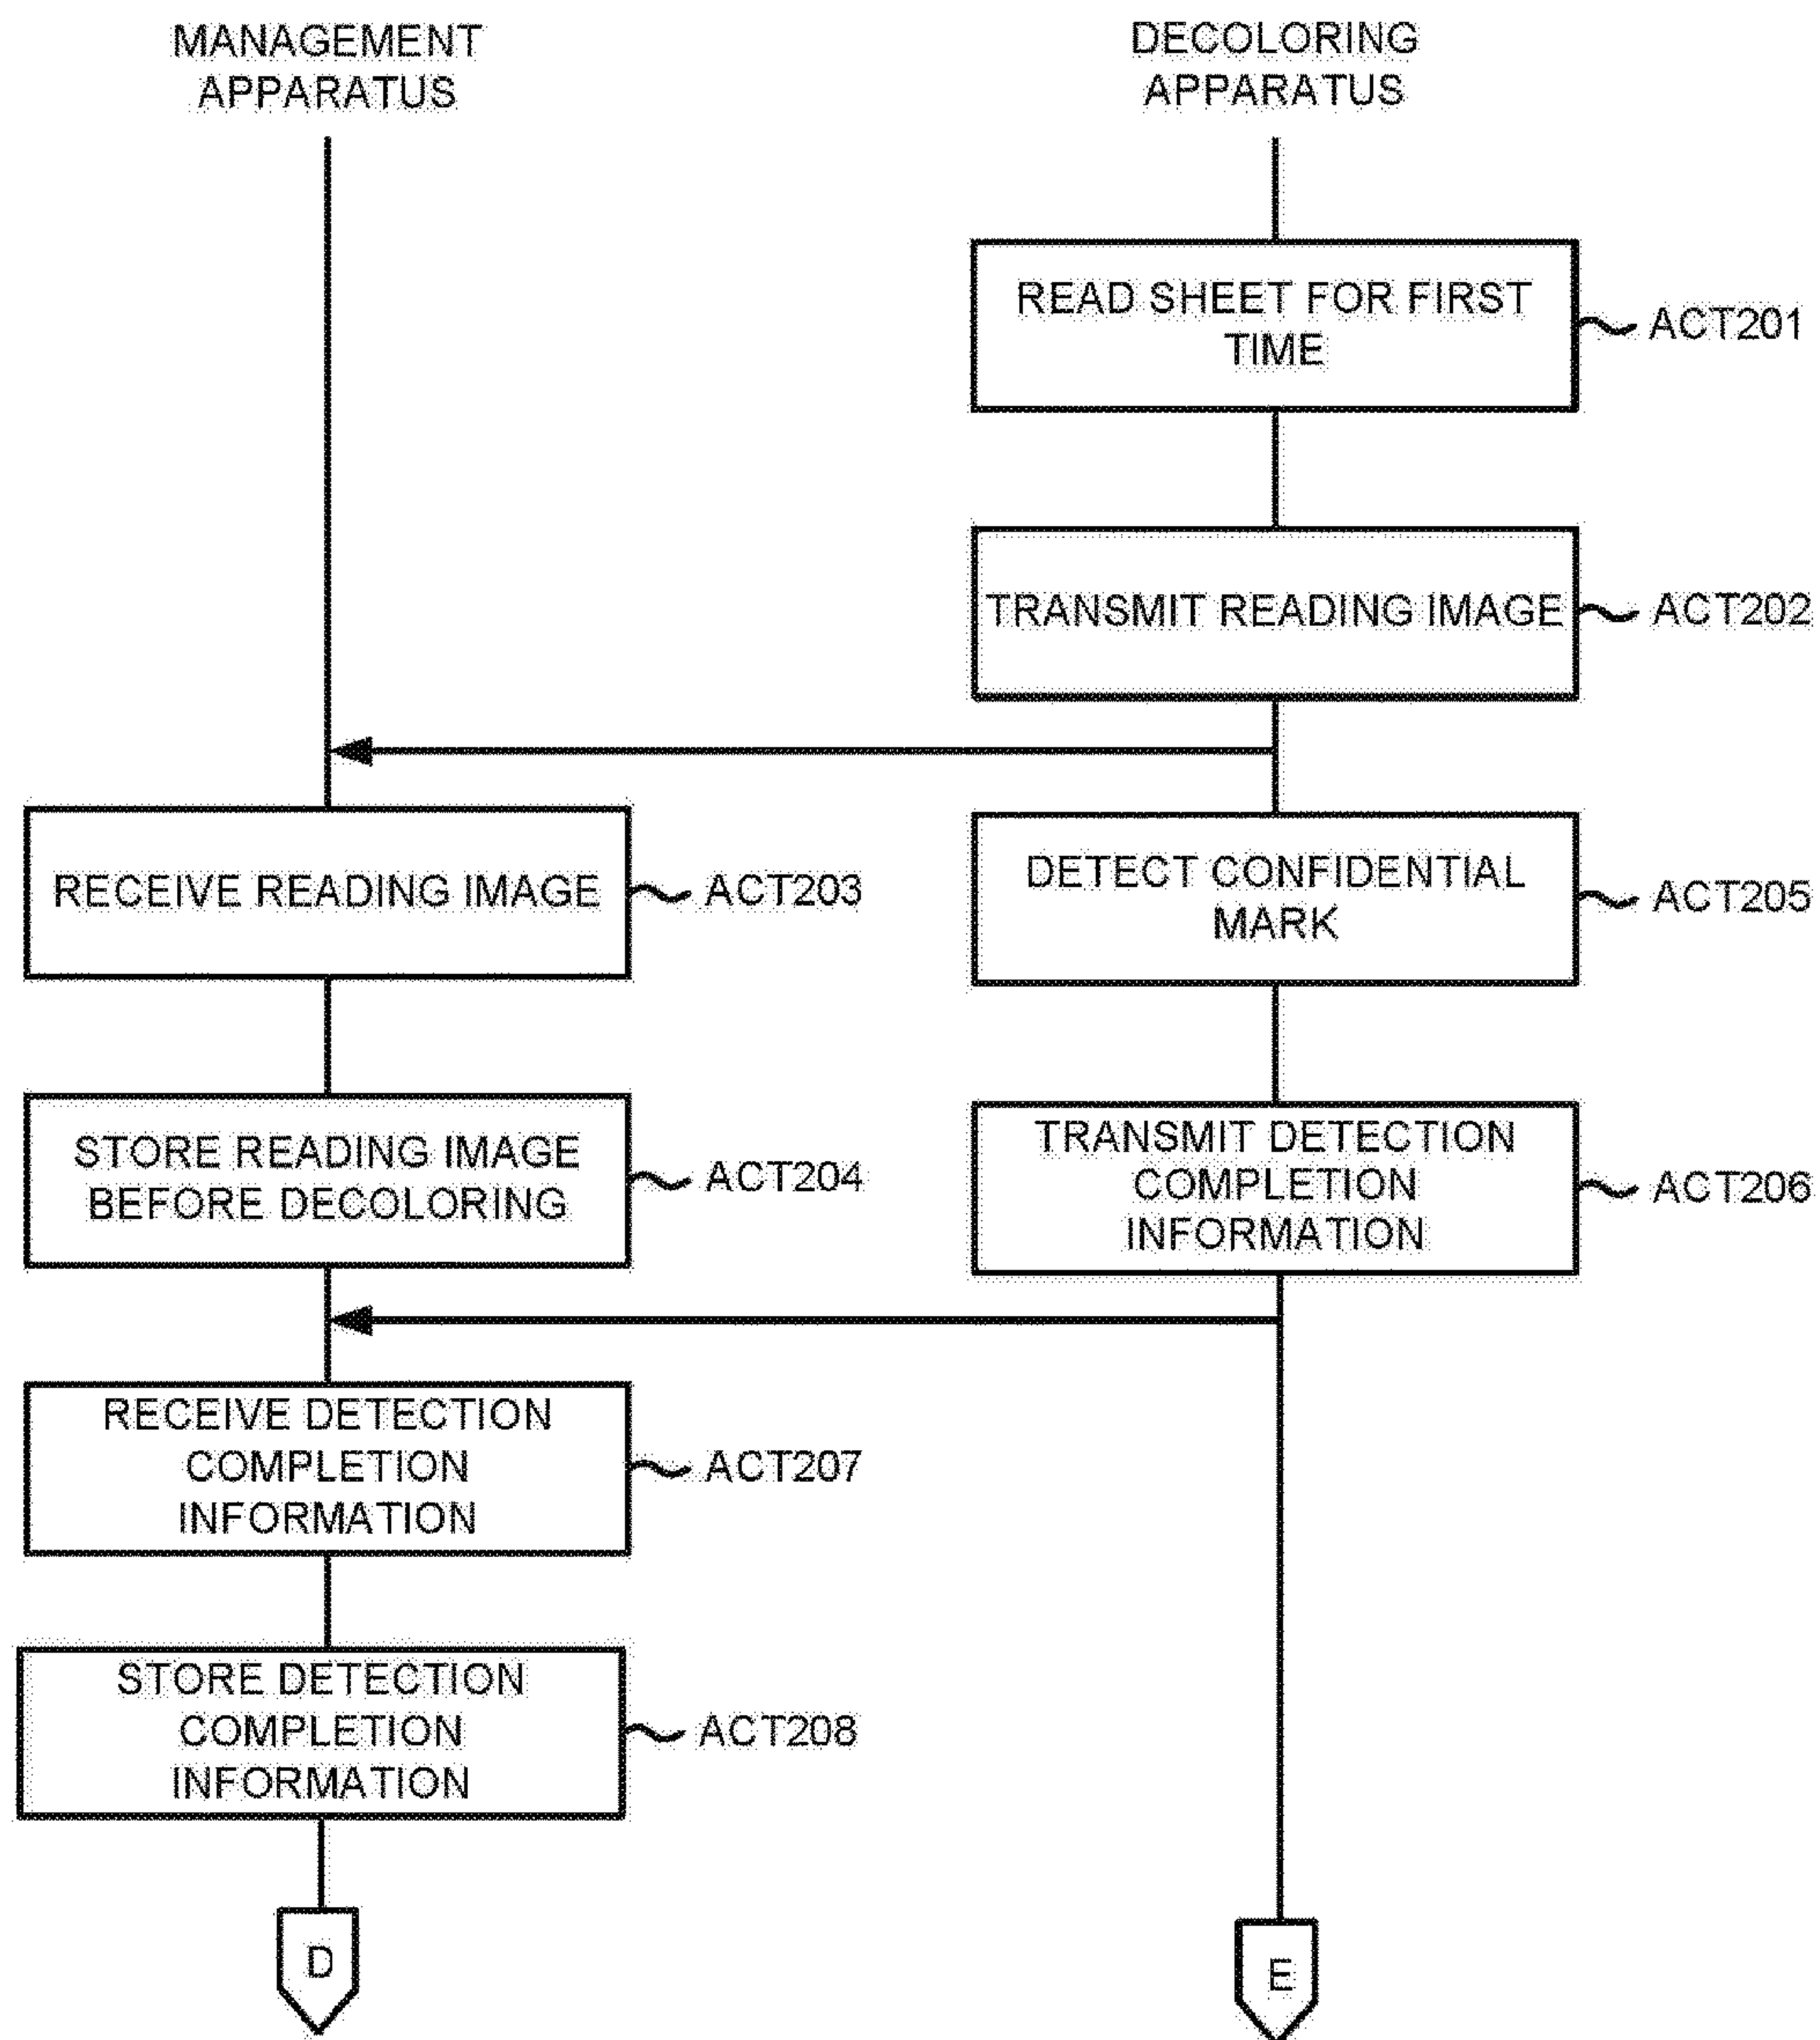 MANAGEMENT
APPARATUS
DECOLORING
APPARATUS
READ SHEET FOR FIRST
TIME
ACT201
TRANSMIT READING IMAGE
ACT202
RECEIVE READING IMAGE
ACT203
DETECT CONFIDENTIAL
MARK
ACT205
STORE READING IMAGE
BEFORE DECOLORING
ACT204
TRANSMIT DETECTION
COMPLETION
INFORMATION
ACT206
RECEIVE DETECTION
COMPLETION
INFORMATION
ACT207
STORE DETECTION
COMPLETION
INFORMATION
ACT208
D
E